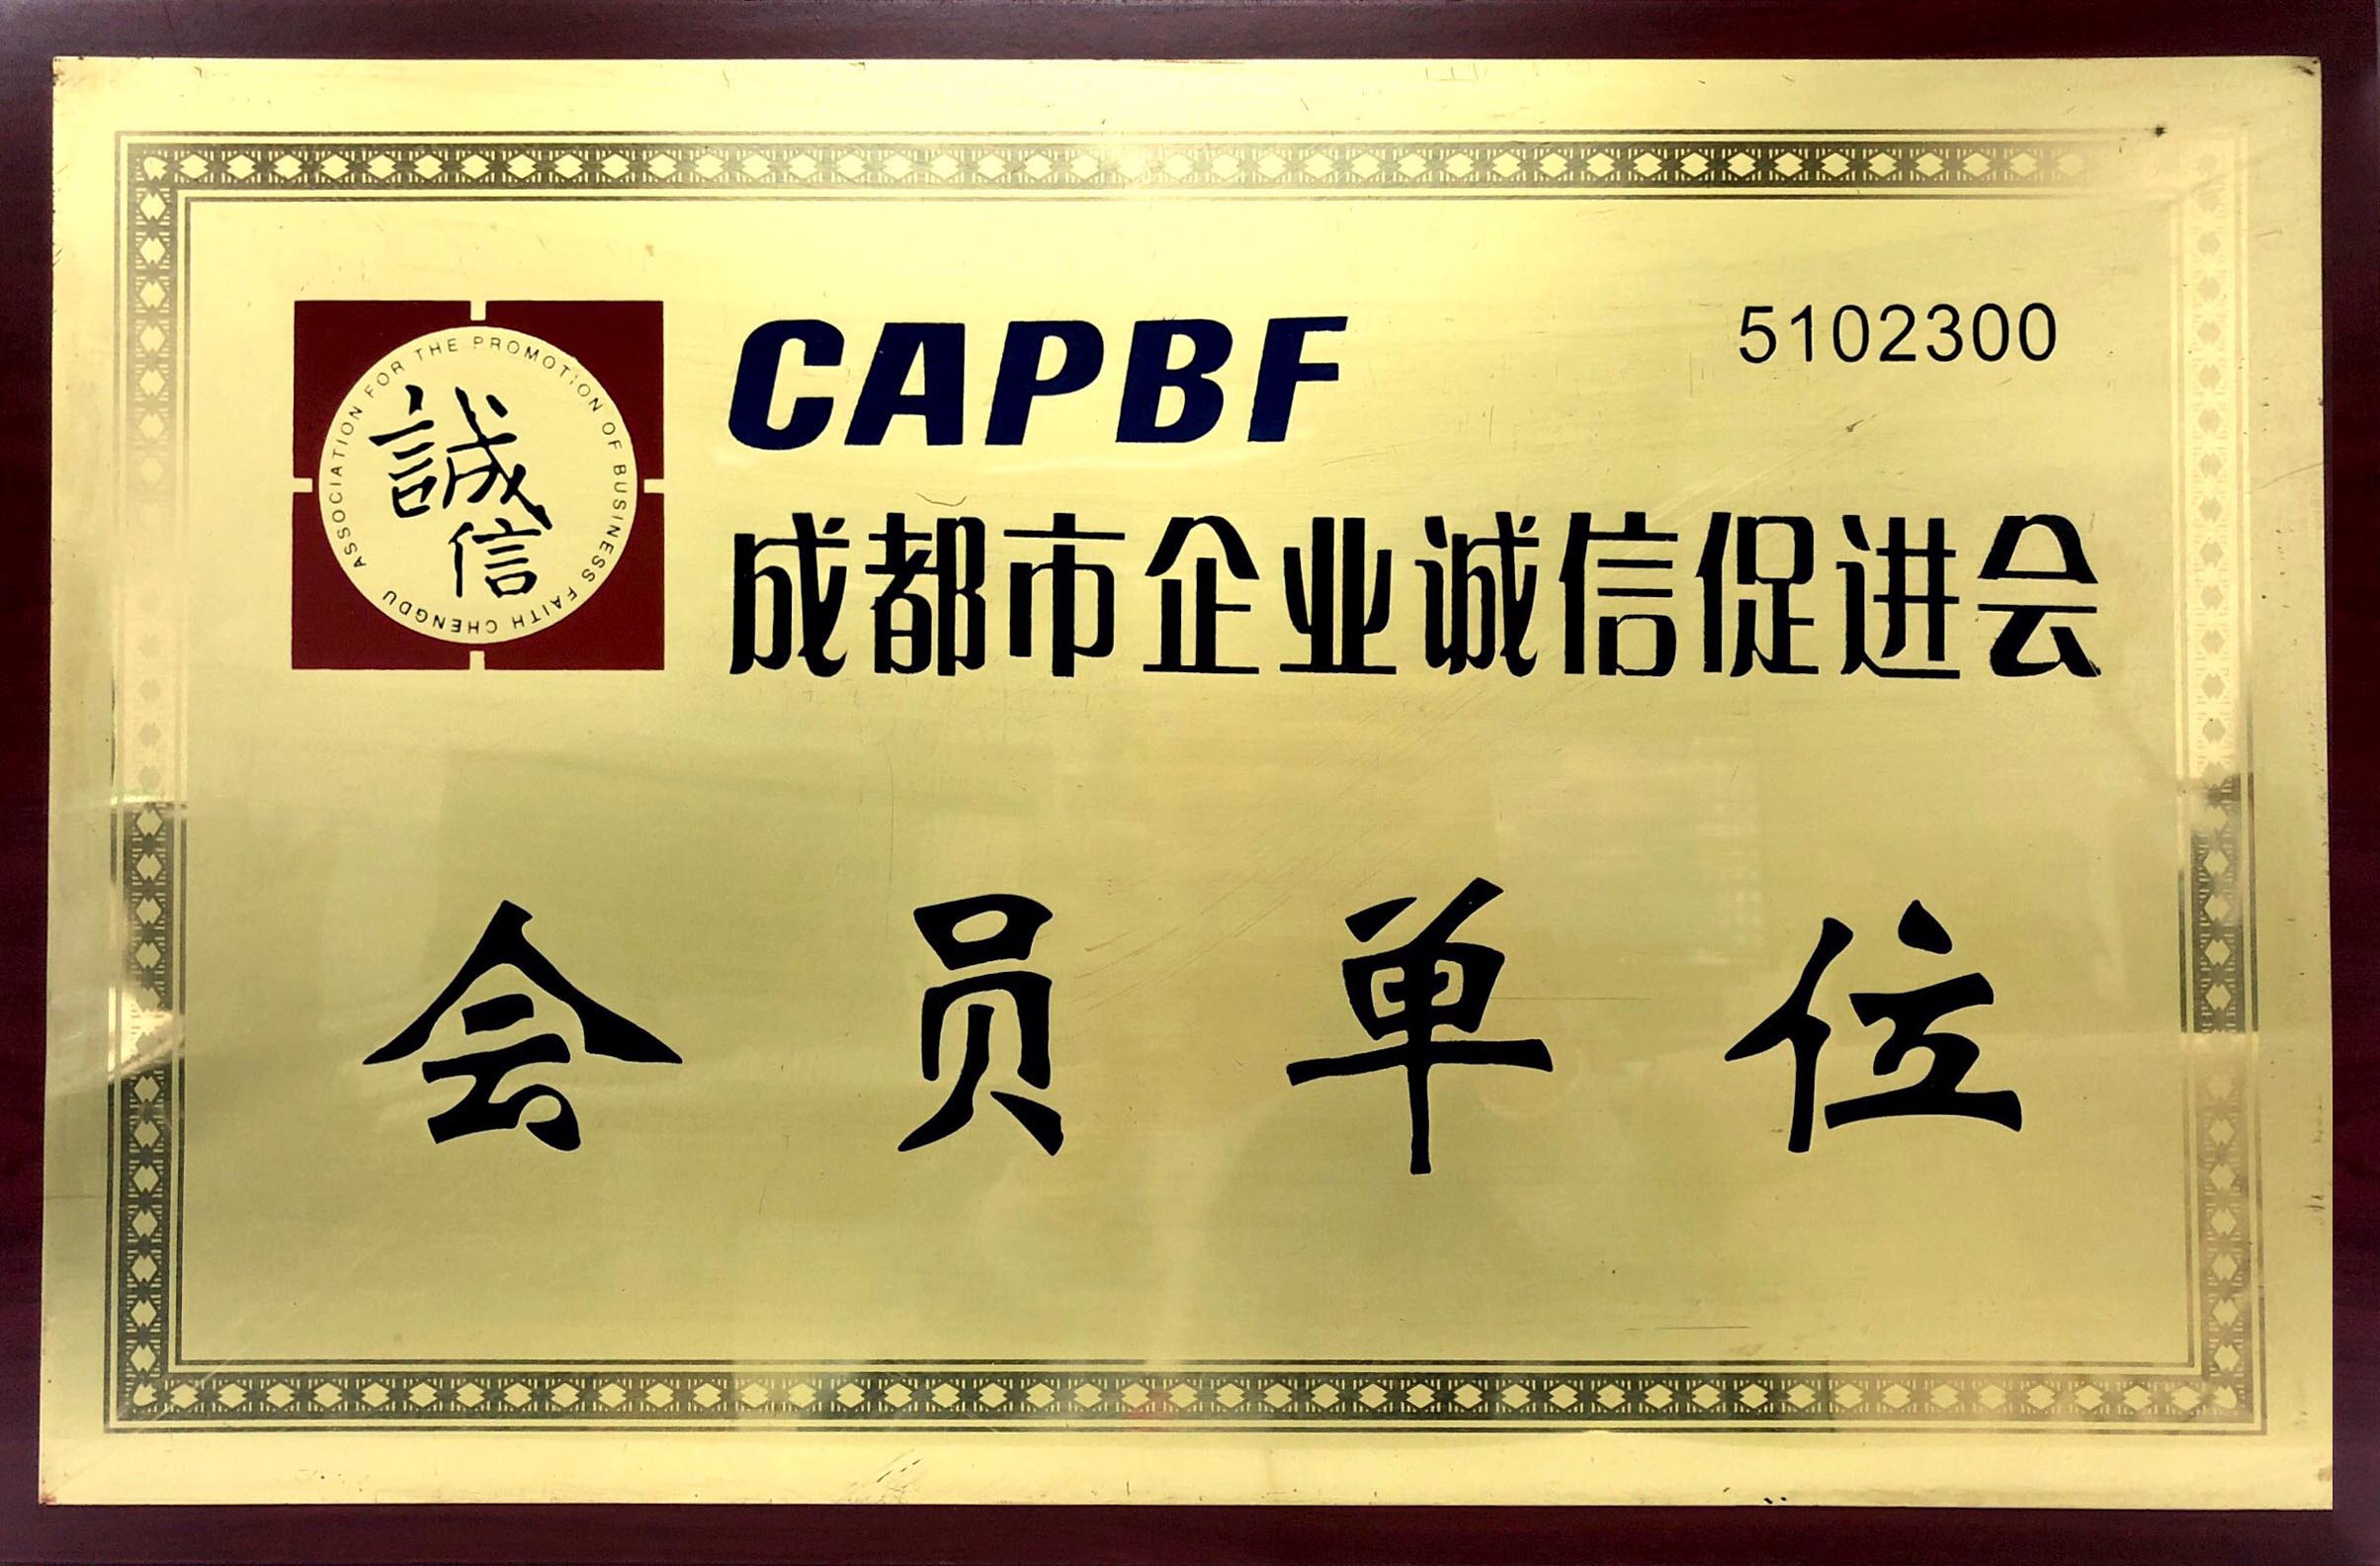 ASSOCIATION FOR THE PROMOTION OF BUSINESS FAITH CHENGDU
誠
信
CAPBF
5102300
成都市企业诚信促进会
会员单位